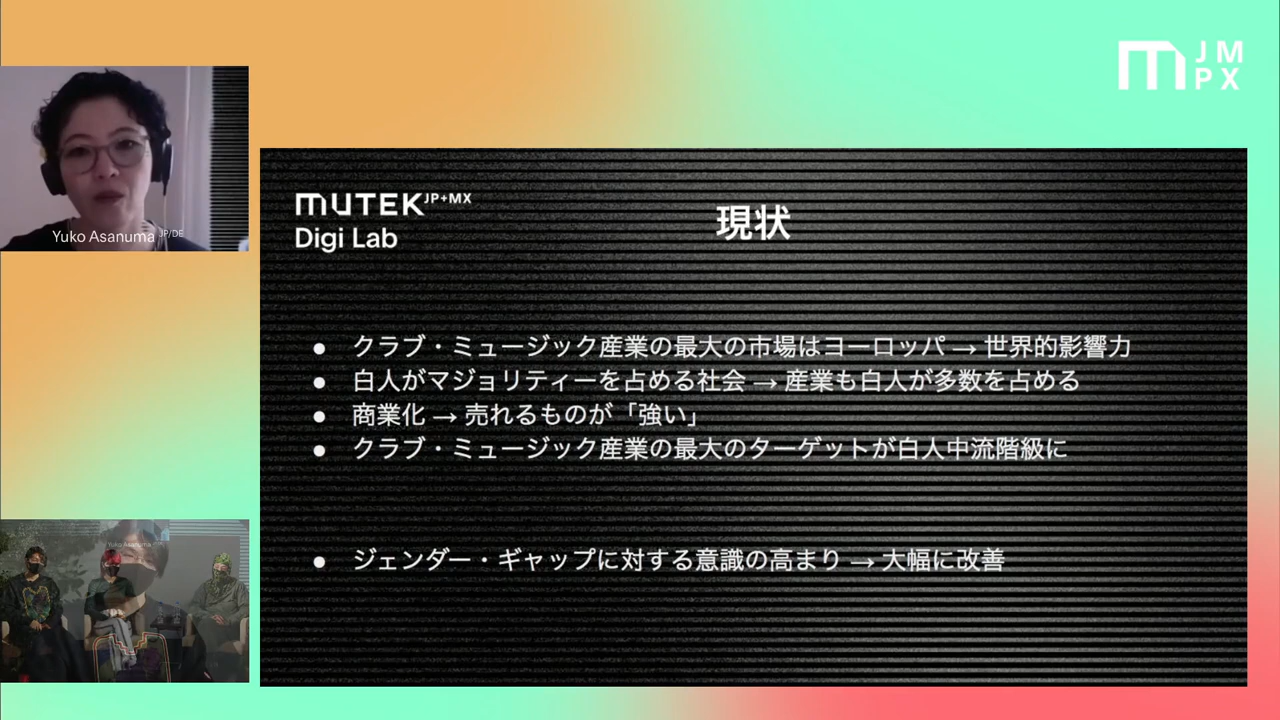 JM
PX
Yuko Asanuma JP/DE
MUTEK JP+MX
Digi Lab
現状
● クラブ・ミュージック産業の最大の市場はヨーロッパ → 世界的影響力
● 白人がマジョリティーを占める社会 → 産業も白人が多数を占める
● 商業化 → 売れるものが「強い」
● クラブ・ミュージック産業の最大のターゲットが白人中流階級に
● ジェンダー・ギャップに対する意識の高まり → 大幅に改善
Yuko Asanuma